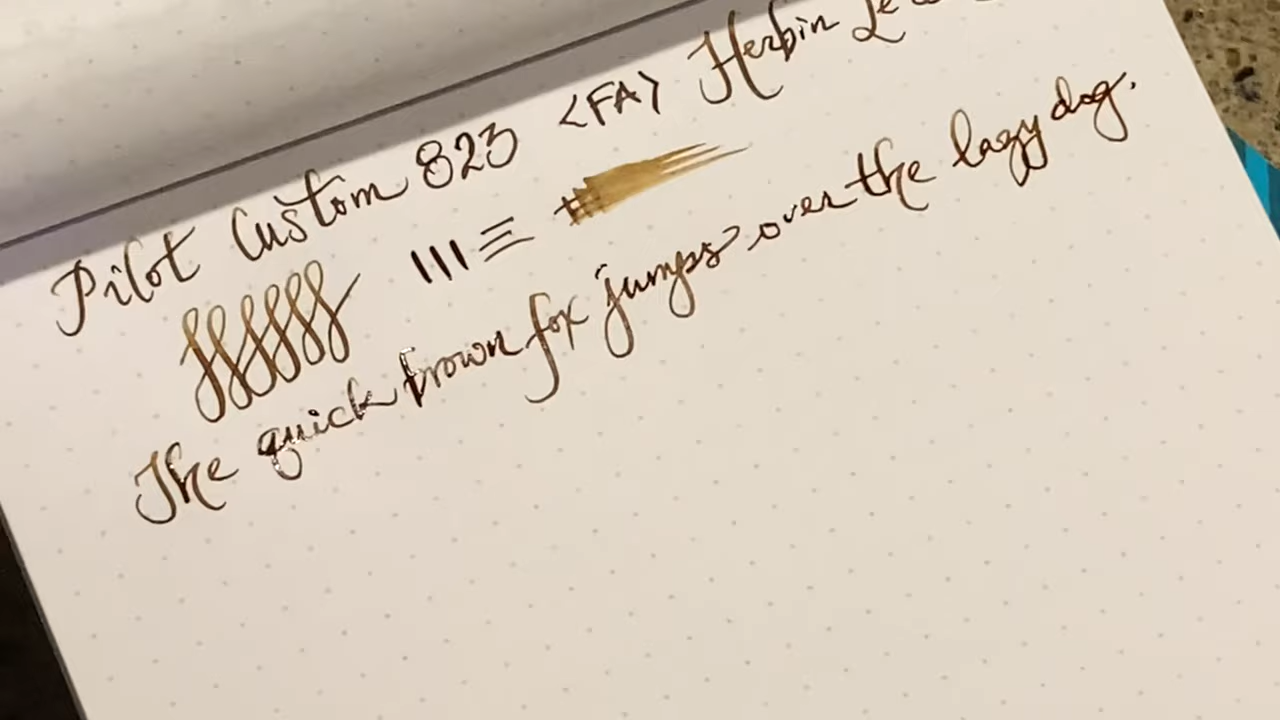 Pilot Custom 823 <FA> Herbin
The quick brown fox jumps over the lazy dog.